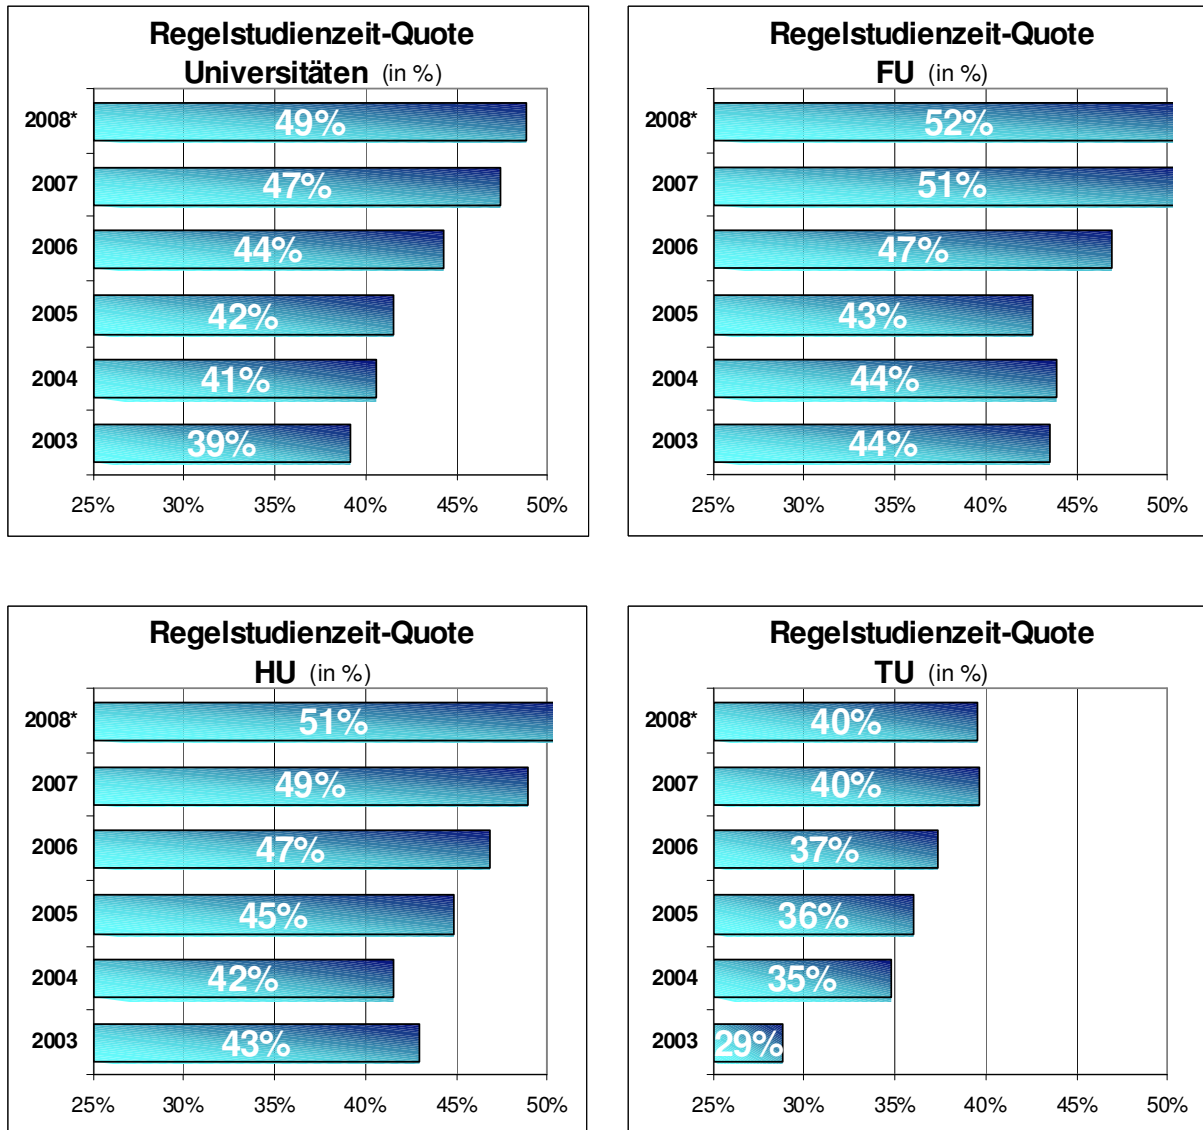 Regelstudienzeit-Quote
Universitäten (in %)
2008* 49%
2007 47%
2006 44%
2005 42%
2004 41%
2003 39%
25% 30% 35% 40% 45% 50%
Regelstudienzeit-Quote
FU (in %)
2008* 52%
2007 51%
2006 47%
2005 43%
2004 44%
2003 44%
25% 30% 35% 40% 45% 50%
Regelstudienzeit-Quote
HU (in %)
2008* 51%
2007 49%
2006 47%
2005 45%
2004 42%
2003 43%
25% 30% 35% 40% 45% 50%
Regelstudienzeit-Quote
TU (in %)
2008* 40%
2007 40%
2006 37%
2005 36%
2004 35%
2003 29%
25% 30% 35% 40% 45% 50%